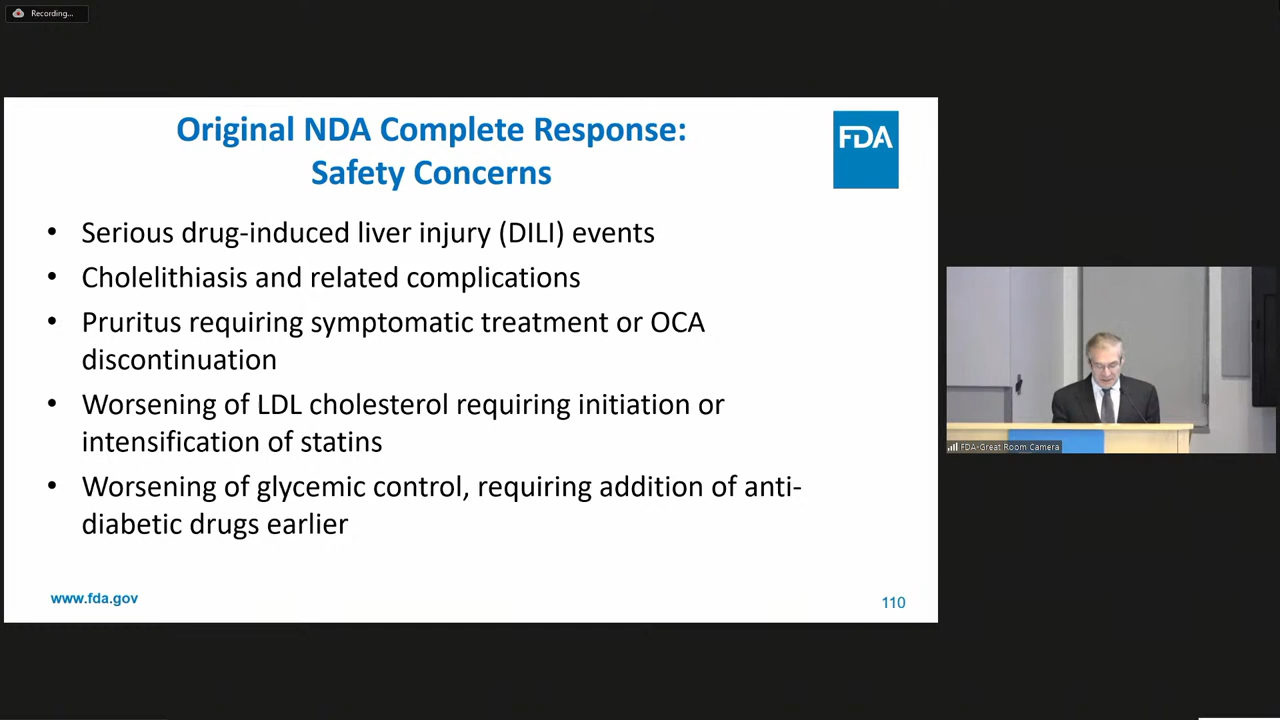 Recording...
Original NDA Complete Response:
Safety Concerns
FDA
• Serious drug-induced liver injury (DILI) events
• Cholelithiasis and related complications
• Pruritus requiring symptomatic treatment or OCA
discontinuation
• Worsening of LDL cholesterol requiring initiation or
intensification of statins
• Worsening of glycemic control, requiring addition of anti-
diabetic drugs earlier
www.fda.gov
110
FDA-Great Room Camera